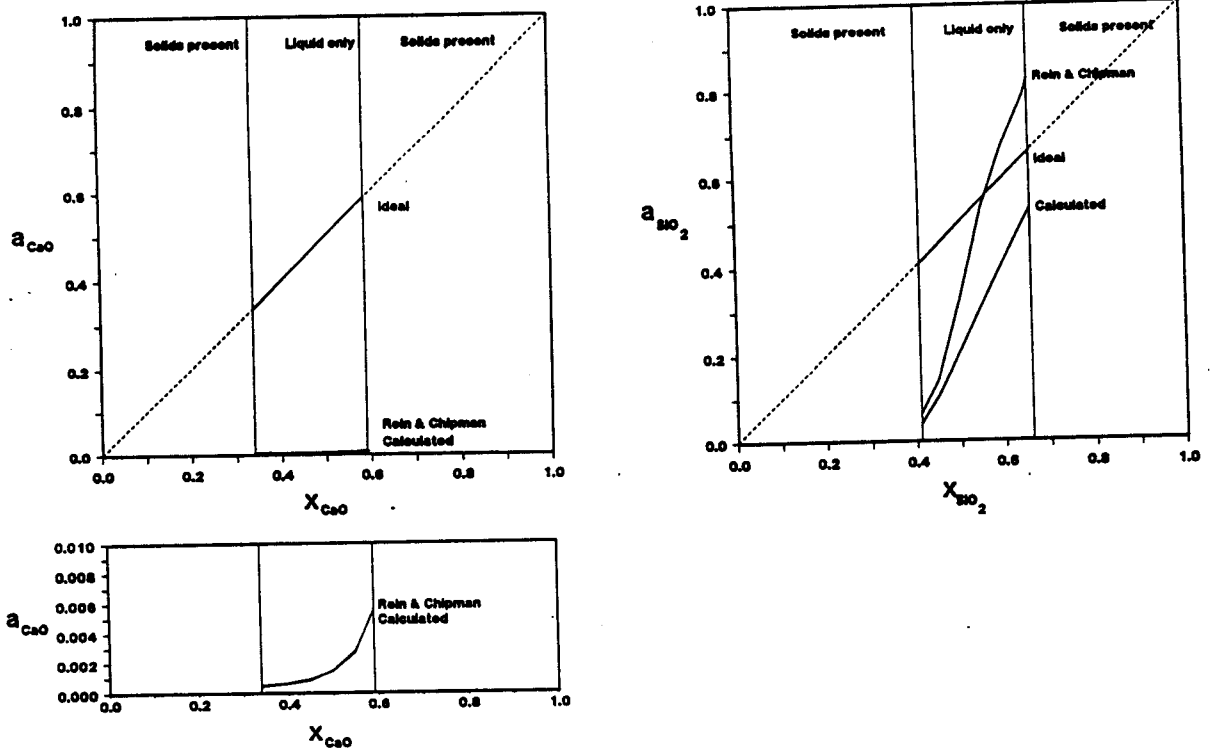 1.0
Solids present
Liquid only
Solids present
0.8
0.6
Ideal
a CaO
0.4
0.2
Rein & Chipman
Calculated
0.0
0.0 0.2 0.4 0.6 0.8 1.0
X CaO
1.0
Solids present
Liquid only
Solids present
Rein & Chipman
0.8
Ideal
0.6
Calculated
a SiO2
0.4
0.2
0.0
0.0 0.2 0.4 0.6 0.8 1.0
X SiO2
0.010
0.008
0.006
Rein & Chipman
Calculated
a CaO
0.004
0.002
0.000
0.0 0.2 0.4 0.6 0.8 1.0
X CaO